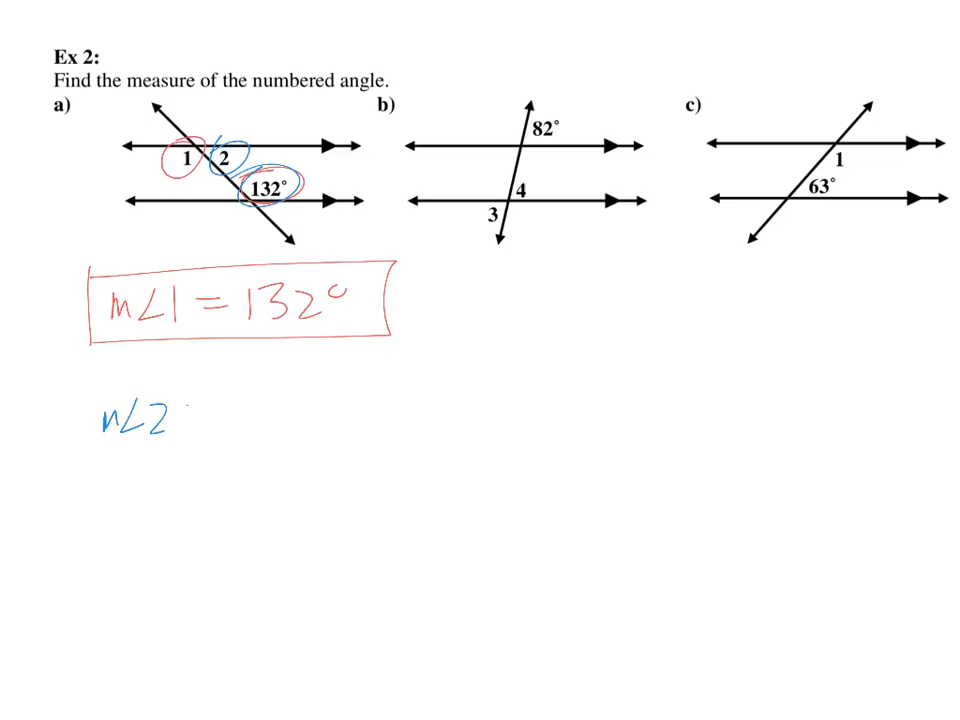 Ex 2:
Find the measure of the numbered angle.
a) b) c)
1 2 132° 82° 4 3 1 63°
m∠1 = 132°
m∠2